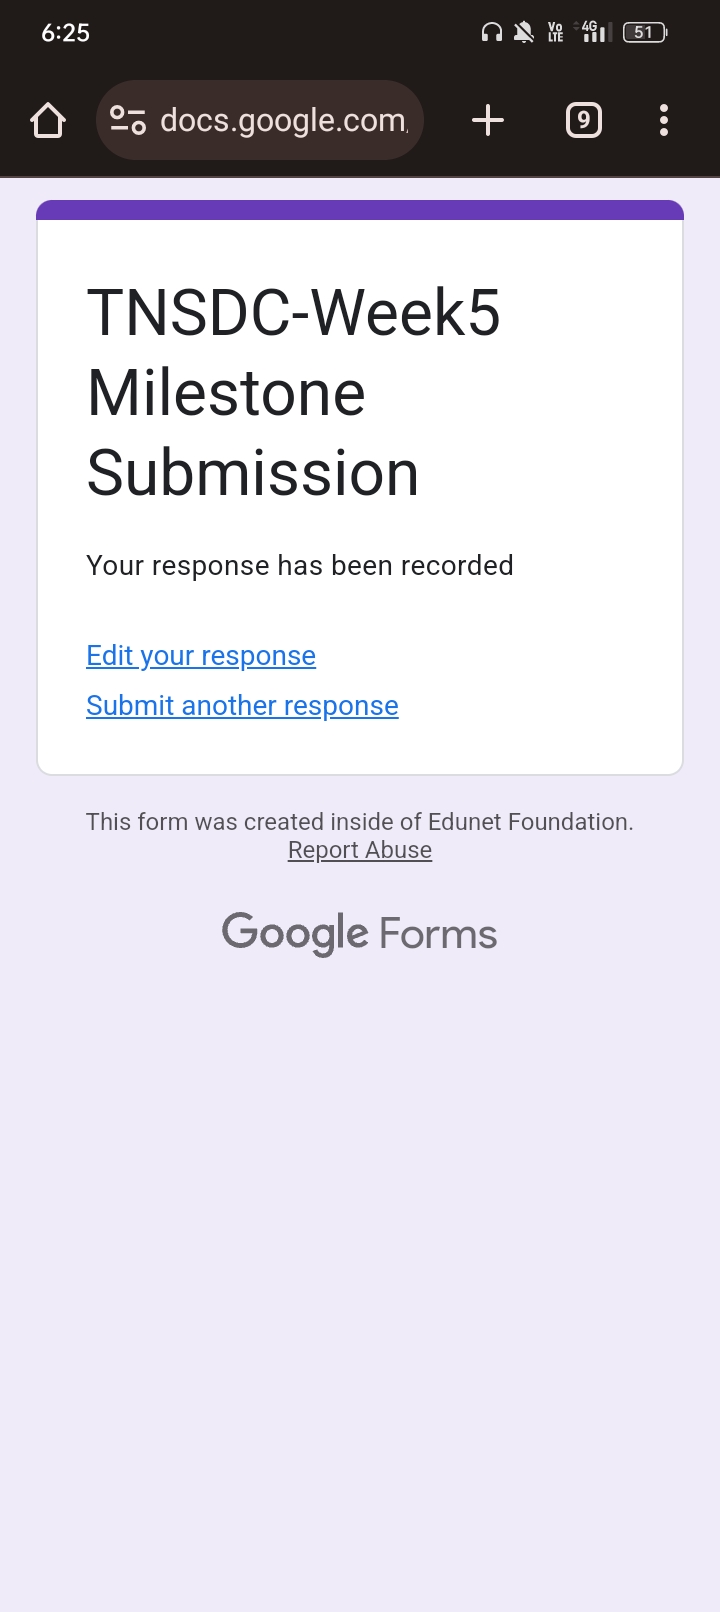 6:25
Vo
LTE
4G
51
docs.google.com
9
TNSDC-Week5
Milestone
Submission
Your response has been recorded
Edit your response
Submit another response
This form was created inside of Edunet Foundation.
Report Abuse
Google Forms